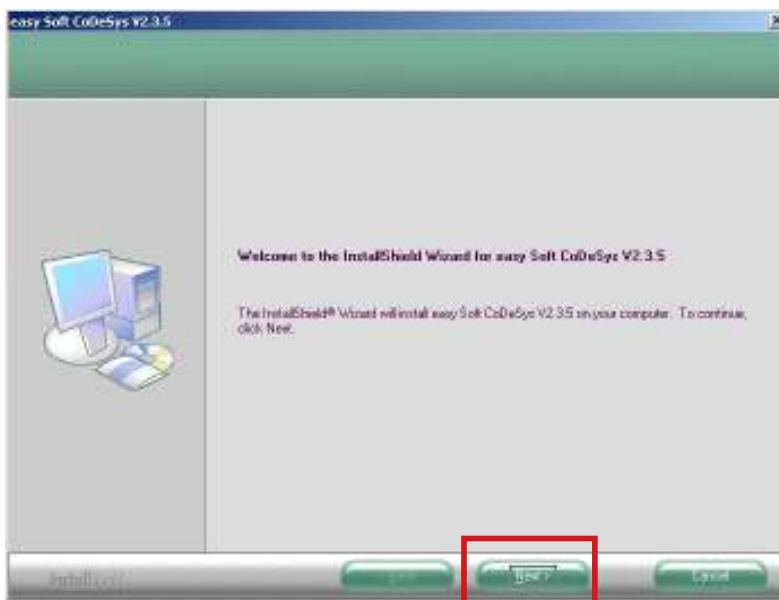 easy Soft CoDeSys V2.3.5
Welcome to the InstallShield Wizard for easy Soft CoDeSys V2.3.5
The InstallShield® Wizard will install easy Soft CoDeSys V2.3.5 on your computer. To continue,
click Next.
Next >
Cancel